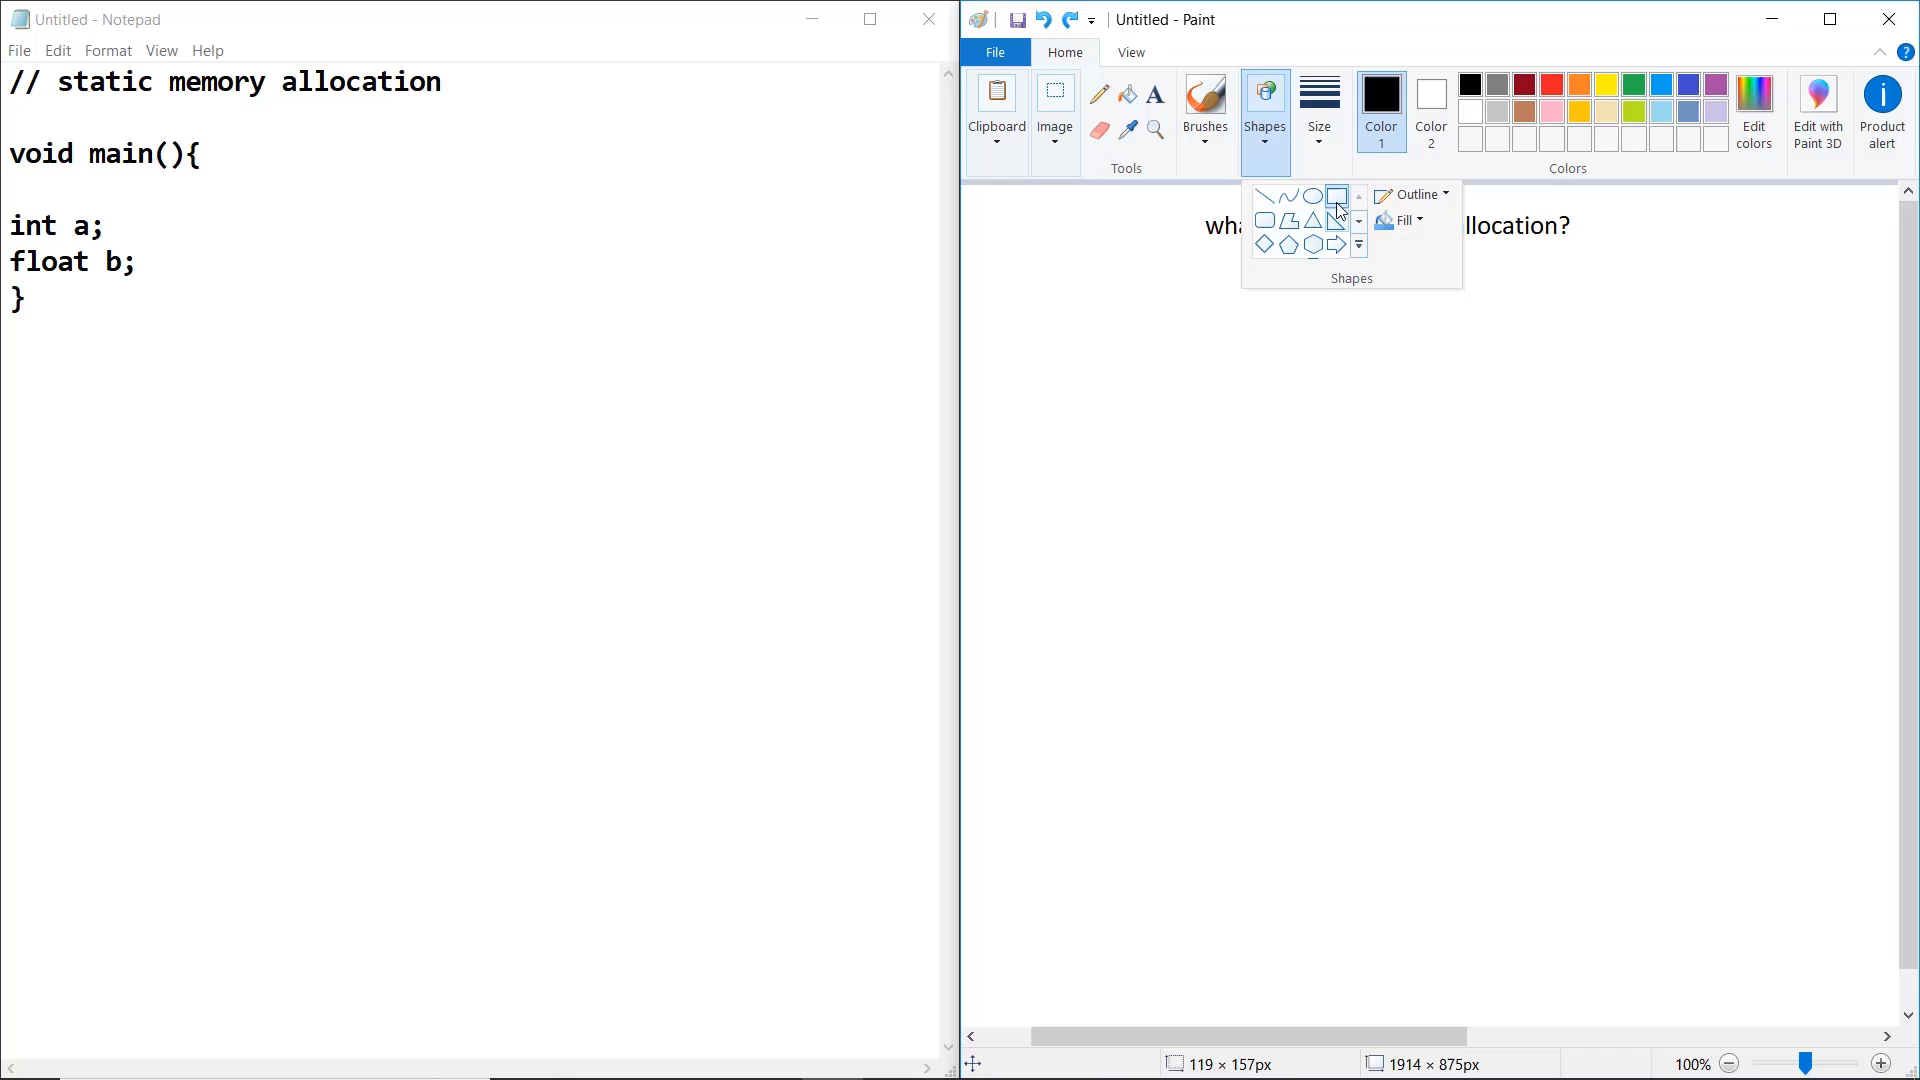 Untitled - Notepad
File Edit Format View Help
// static memory allocation
void main(){
int a;
float b;
}
Untitled - Paint
File Home View
Clipboard
Image
Tools
Brushes
Shapes
Size
Color 1
Color 2
Colors
Edit colors
Edit with Paint 3D
Product alert
Outline
Fill
Shapes
?
119 × 157px
1914 × 875px
100%